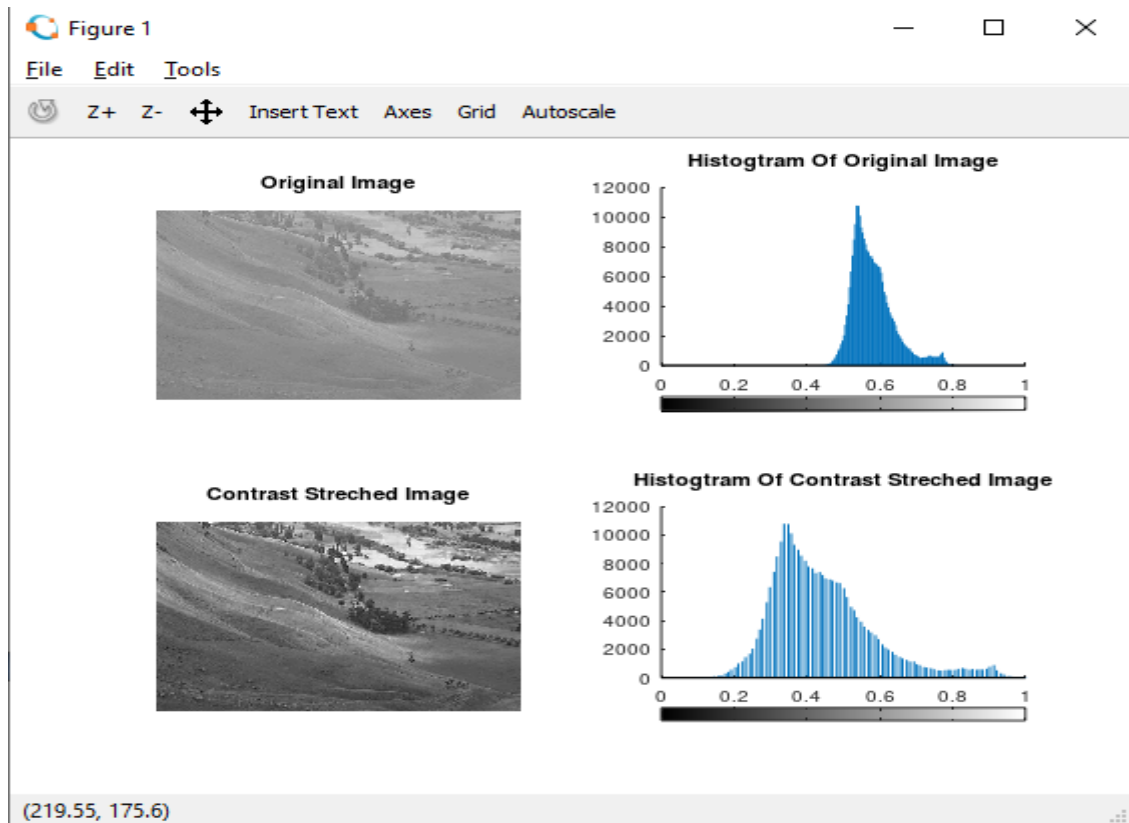 Figure 1
File Edit Tools
Z+ Z- Insert Text Axes Grid Autoscale
Original Image
Histogtram Of Original Image
12000
10000
8000
6000
4000
2000
0
0 0.2 0.4 0.6 0.8 1
Contrast Streched Image
Histogtram Of Contrast Streched Image
12000
10000
8000
6000
4000
2000
0
0 0.2 0.4 0.6 0.8 1
(219.55, 175.6)